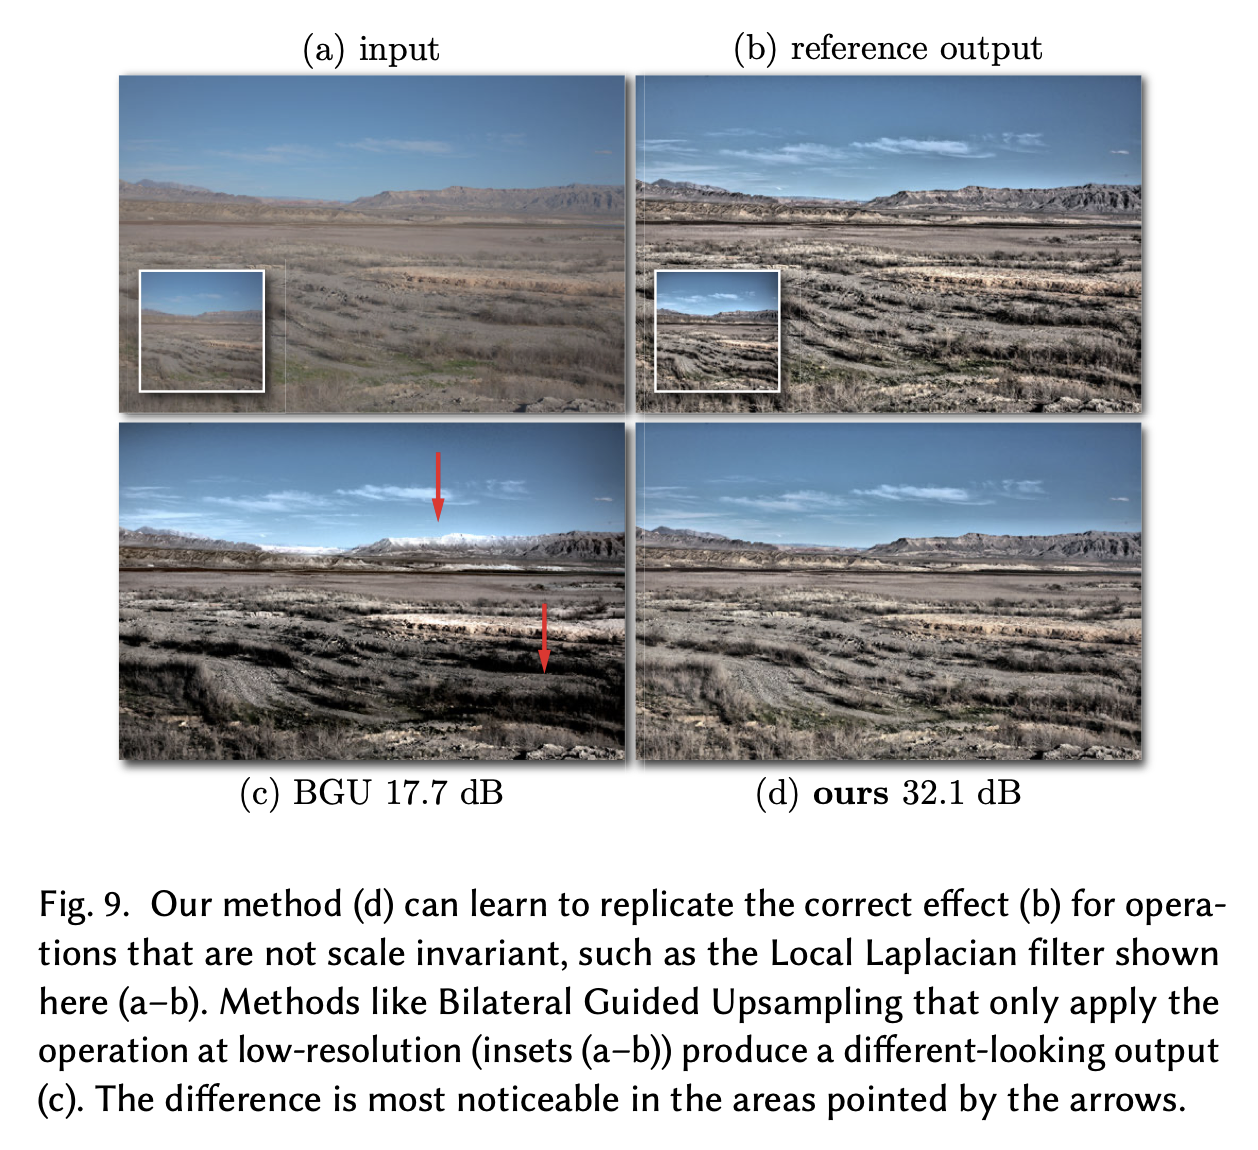 (a) input
(b) reference output
(c) BGU 17.7 dB
(d) ours 32.1 dB
Fig. 9. Our method (d) can learn to replicate the correct effect (b) for opera-
tions that are not scale invariant, such as the Local Laplacian filter shown
here (a–b). Methods like Bilateral Guided Upsampling that only apply the
operation at low-resolution (insets (a–b)) produce a different-looking output
(c). The difference is most noticeable in the areas pointed by the arrows.